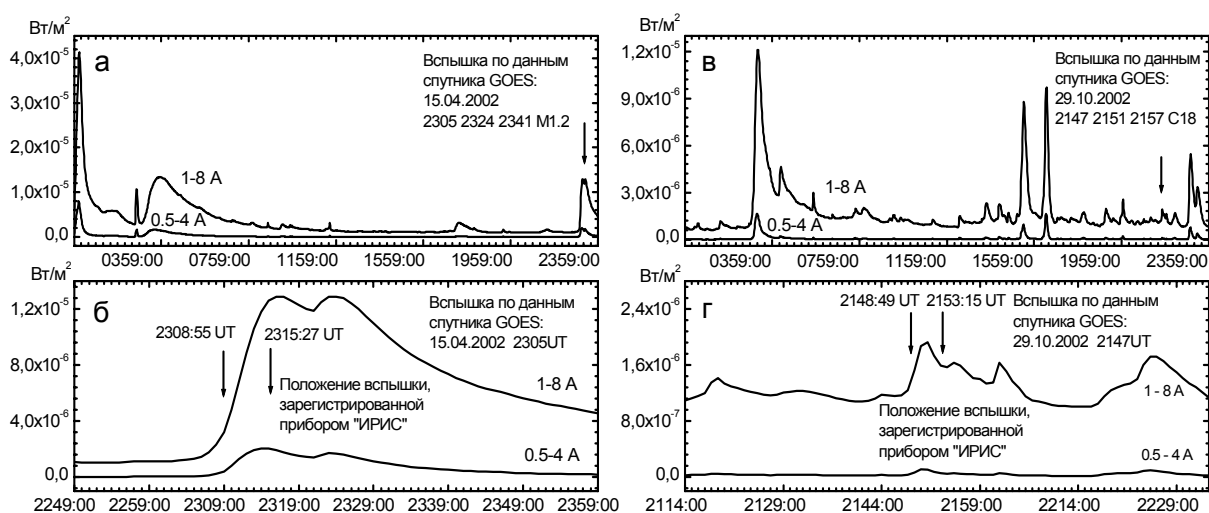 Вт/м²
4,0x10⁻⁵
3,0x10⁻⁵
2,0x10⁻⁵
1,0x10⁻⁵
0,0
а
Вспышка по данным
спутника GOES:
15.04.2002
2305 2324 2341 M1.2
1-8 A
0.5-4 A
0359:00 0759:00 1159:00 1559:00 1959:00 2359:00
Вт/м²
1,2x10⁻⁵
9,0x10⁻⁶
6,0x10⁻⁶
3,0x10⁻⁶
0,0
в
Вспышка по данным
спутника GOES:
29.10.2002
2147 2151 2157 C18
1-8 A
0.5-4 A
0359:00 0759:00 1159:00 1559:00 1959:00 2359:00
Вт/м²
1,2x10⁻⁵
8,0x10⁻⁶
4,0x10⁻⁶
0,0
б
2308:55 UT
2315:27 UT
Вспышка по данным
спутника GOES:
15.04.2002 2305UT
Положение вспышки,
зарегистрированной
прибором "ИРИС"
1-8 A
0.5-4 A
2249:00 2259:00 2309:00 2319:00 2329:00 2339:00 2349:00 2359:00
Вт/м²
2,4x10⁻⁶
1,6x10⁻⁶
8,0x10⁻⁷
0,0
г
2148:49 UT 2153:15 UT
Вспышка по данным
спутника GOES:
29.10.2002 2147UT
Положение вспышки,
зарегистрированной
прибором "ИРИС"
1 - 8 A
0.5 - 4 A
2114:00 2129:00 2144:00 2159:00 2214:00 2229:00